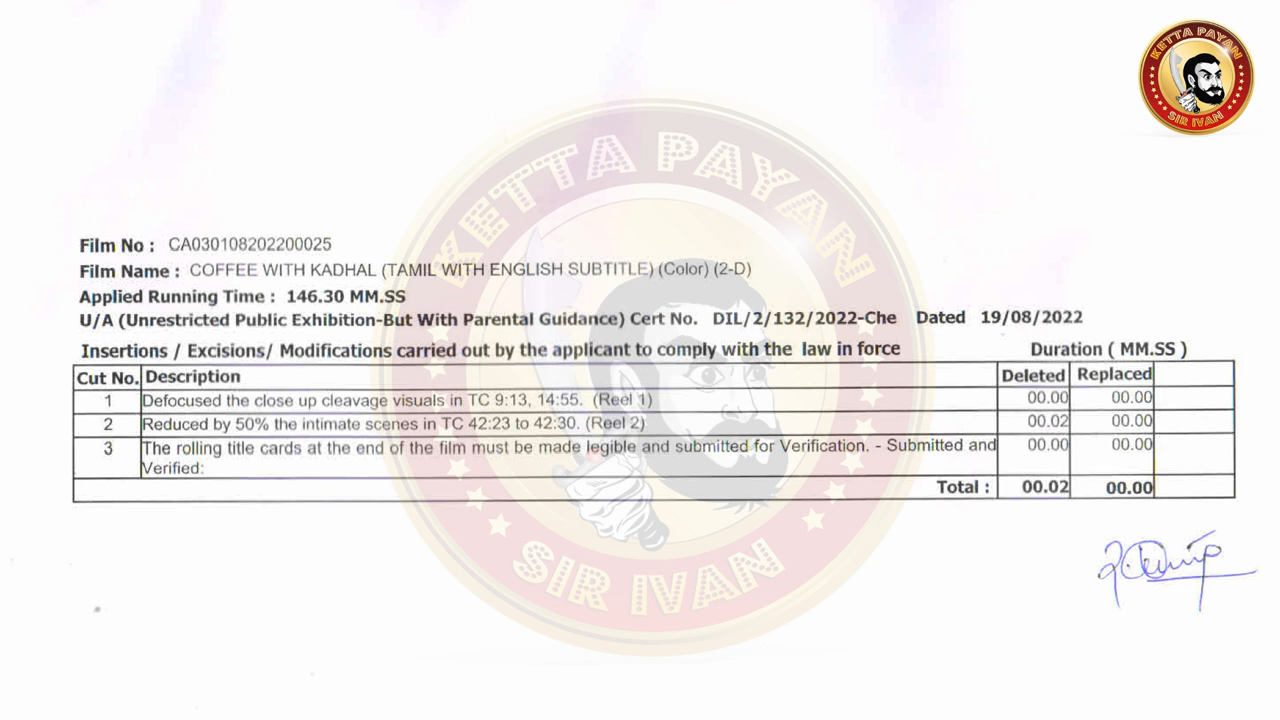 KETTA PAYAN
SIR IVAN
KETTA PAYAN
Film No : CA030108202200025
Film Name : COFFEE WITH KADHAL (TAMIL WITH ENGLISH SUBTITLE) (Color) (2-D)
Applied Running Time : 146.30 MM.SS
U/A (Unrestricted Public Exhibition-But With Parental Guidance) Cert No. DIL/2/132/2022-Che Dated 19/08/2022
Insertions / Excisions/ Modifications carried out by the applicant to comply with the law in force Duration ( MM.SS )
Cut No. Description Deleted Replaced
1 Defocused the close up cleavage visuals in TC 9:13, 14:55. (Reel 1) 00.00 00.00
2 Reduced by 50% the intimate scenes in TC 42:23 to 42:30. (Reel 2) 00.02 00.00
3 The rolling title cards at the end of the film must be made legible and submitted for Verification. - Submitted and 00.00 00.00
Verified:
Total : 00.02 00.00
SIR IVAN